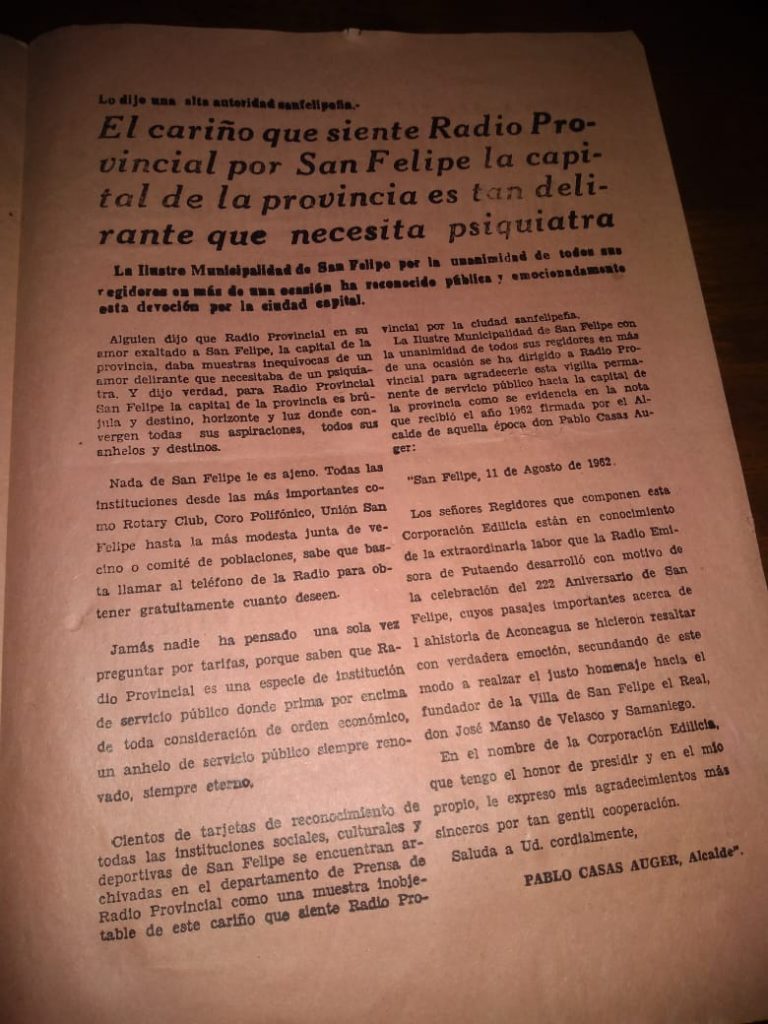 Lo dijo una alta autoridad sanfelipeña.-
El cariño que siente Radio Pro-
vincial por San Felipe la capi-
tal de la provincia es tan deli-
rante que necesita psiquiatra
La Ilustre Municipalidad de San Felipe por la unanimidad de todos sus
regidores en más de una ocasión ha reconocido pública y emocionadamente
esta devoción por la ciudad capital.
Alguien dijo que Radio Provincial en su
amor exaltado a San Felipe, la capital de la
provincia, daba muestras inequívocas de un
amor delirante que necesitaba de un psiquia-
tra. Y dijo verdad, para Radio Provincial
San Felipe la capital de la provincia es brú-
jula y destino, horizonte y luz donde con-
vergen todas sus aspiraciones, todos sus
anhelos y destinos.
Nada de San Felipe le es ajeno. Todas las
instituciones desde las más importantes co-
mo Rotary Club, Coro Polifónico, Unión San
Felipe hasta la más modesta junta de ve-
cino o comité de poblaciones, sabe que bas-
ta llamar al teléfono de la Radio para ob-
tener gratuitamente cuanto deseen.
Jamás nadie ha pensado una sola vez
preguntar por tarifas, porque saben que Ra-
dio Provincial es una especie de institución
de servicio público donde prima por encima
de toda consideración de orden económico,
un anhelo de servicio público siempre reno-
vado, siempre eterno.
Cientos de tarjetas de reconocimiento de
todas las instituciones sociales, culturales y
deportivas de San Felipe se encuentran ar-
chivadas en el departamento de Prensa de
Radio Provincial como una muestra inobje-
table de este cariño que siente Radio Pro-
vincial por la ciudad sanfelipeña.
La Ilustre Municipalidad de San Felipe con
la unanimidad de todos sus regidores en más
de una ocasión se ha dirigido a Radio Pro-
vincial para agradecerle esta vigilia perma-
nente de servicio público hacia la capital de
la provincia como se evidencia en la nota
que recibió el año 1962 firmada por el Al-
calde de aquella época don Pablo Casas Au-
ger:
"San Felipe, 11 de Agosto de 1962.
Los señores Regidores que componen esta
Corporación Edilicia están en conocimiento
de la extraordinaria labor que la Radio Emi-
sora de Putaendo desarrolló con motivo de
la celebración del 222 Aniversario de San
Felipe, cuyos pasajes importantes acerca de
l ahistoria de Aconcagua se hicieron resaltar
con verdadera emoción, secundando de este
modo a realzar el justo homenaje hacia el
fundador de la Villa de San Felipe el Real,
don José Manso de Velasco y Samaniego.
En el nombre de la Corporación Edilicia,
que tengo el honor de presidir y en el mío
propio, le expreso mis agradecimientos más
sinceros por tan gentil cooperación.
Saluda a Ud. cordialmente,
PABLO CASAS AUGER, Alcalde".